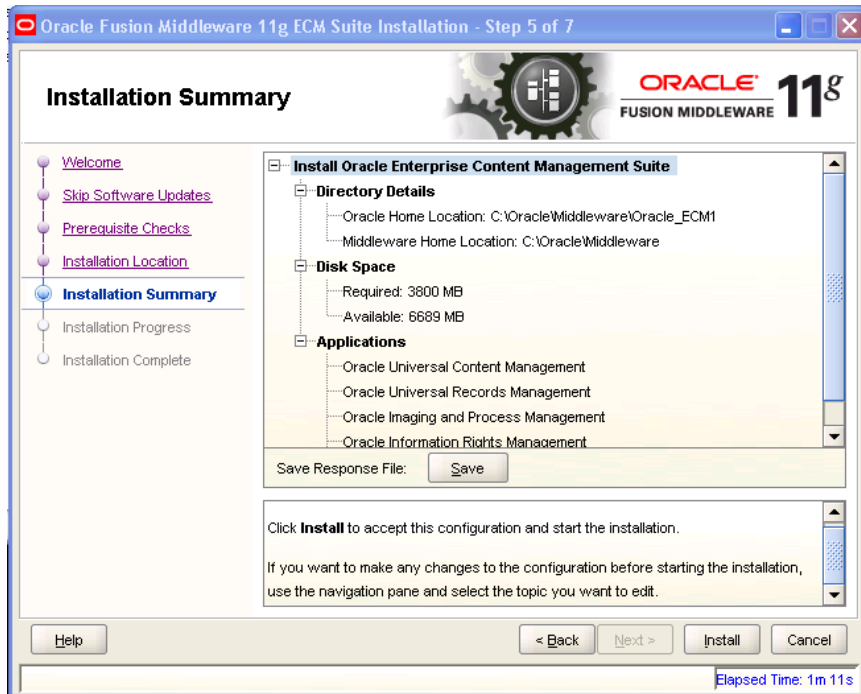 Oracle Fusion Middleware 11g ECM Suite Installation - Step 5 of 7
Installation Summary
ORACLE
FUSION MIDDLEWARE
11g
Welcome
Skip Software Updates
Prerequisite Checks
Installation Location
Installation Summary
Installation Progress
Installation Complete
Install Oracle Enterprise Content Management Suite
Directory Details
Oracle Home Location: C:\Oracle\Middleware\Oracle_ECM1
Middleware Home Location: C:\Oracle\Middleware
Disk Space
Required: 3800 MB
Available: 6689 MB
Applications
Oracle Universal Content Management
Oracle Universal Records Management
Oracle Imaging and Process Management
Oracle Information Rights Management
Save Response File: Save
Click Install to accept this configuration and start the installation.
If you want to make any changes to the configuration before starting the installation,
use the navigation pane and select the topic you want to edit.
Help < Back Next > Install Cancel
Elapsed Time: 1m 11s